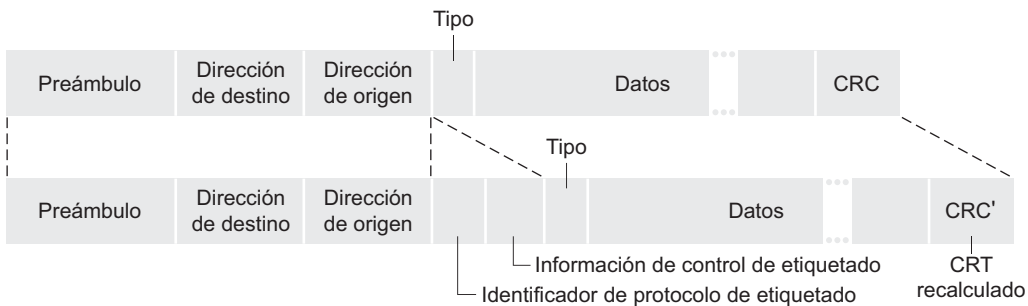 Tipo
Preámbulo
Dirección
de destino
Dirección
de origen
Datos
CRC
Tipo
Preámbulo
Dirección
de destino
Dirección
de origen
Datos
CRC'
Información de control de etiquetado
Identificador de protocolo de etiquetado
CRT
recalculado